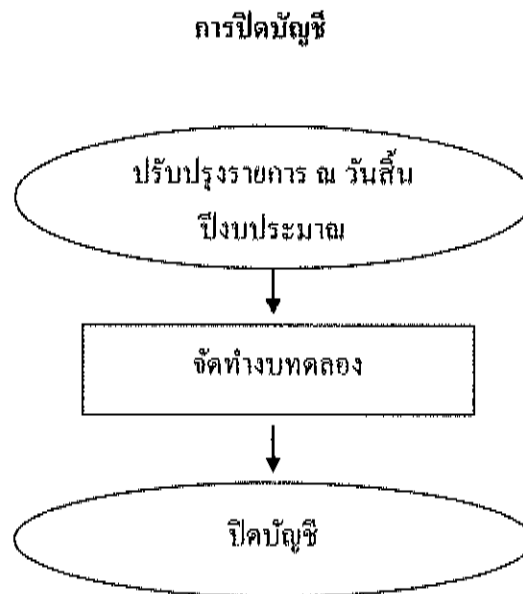 การปิดบัญชี
ปรับปรุงรายการ ณ วันสิ้น
ปีงบประมาณ
จัดทำงบทดลอง
ปิดบัญชี